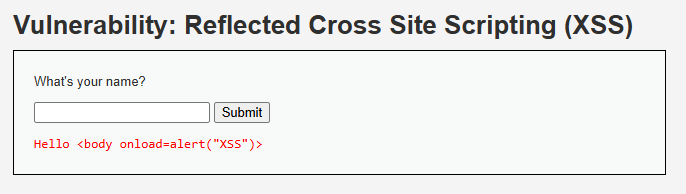 Vulnerability: Reflected Cross Site Scripting (XSS)
What's your name?
Submit
Hello <body onload=alert("XSS")>